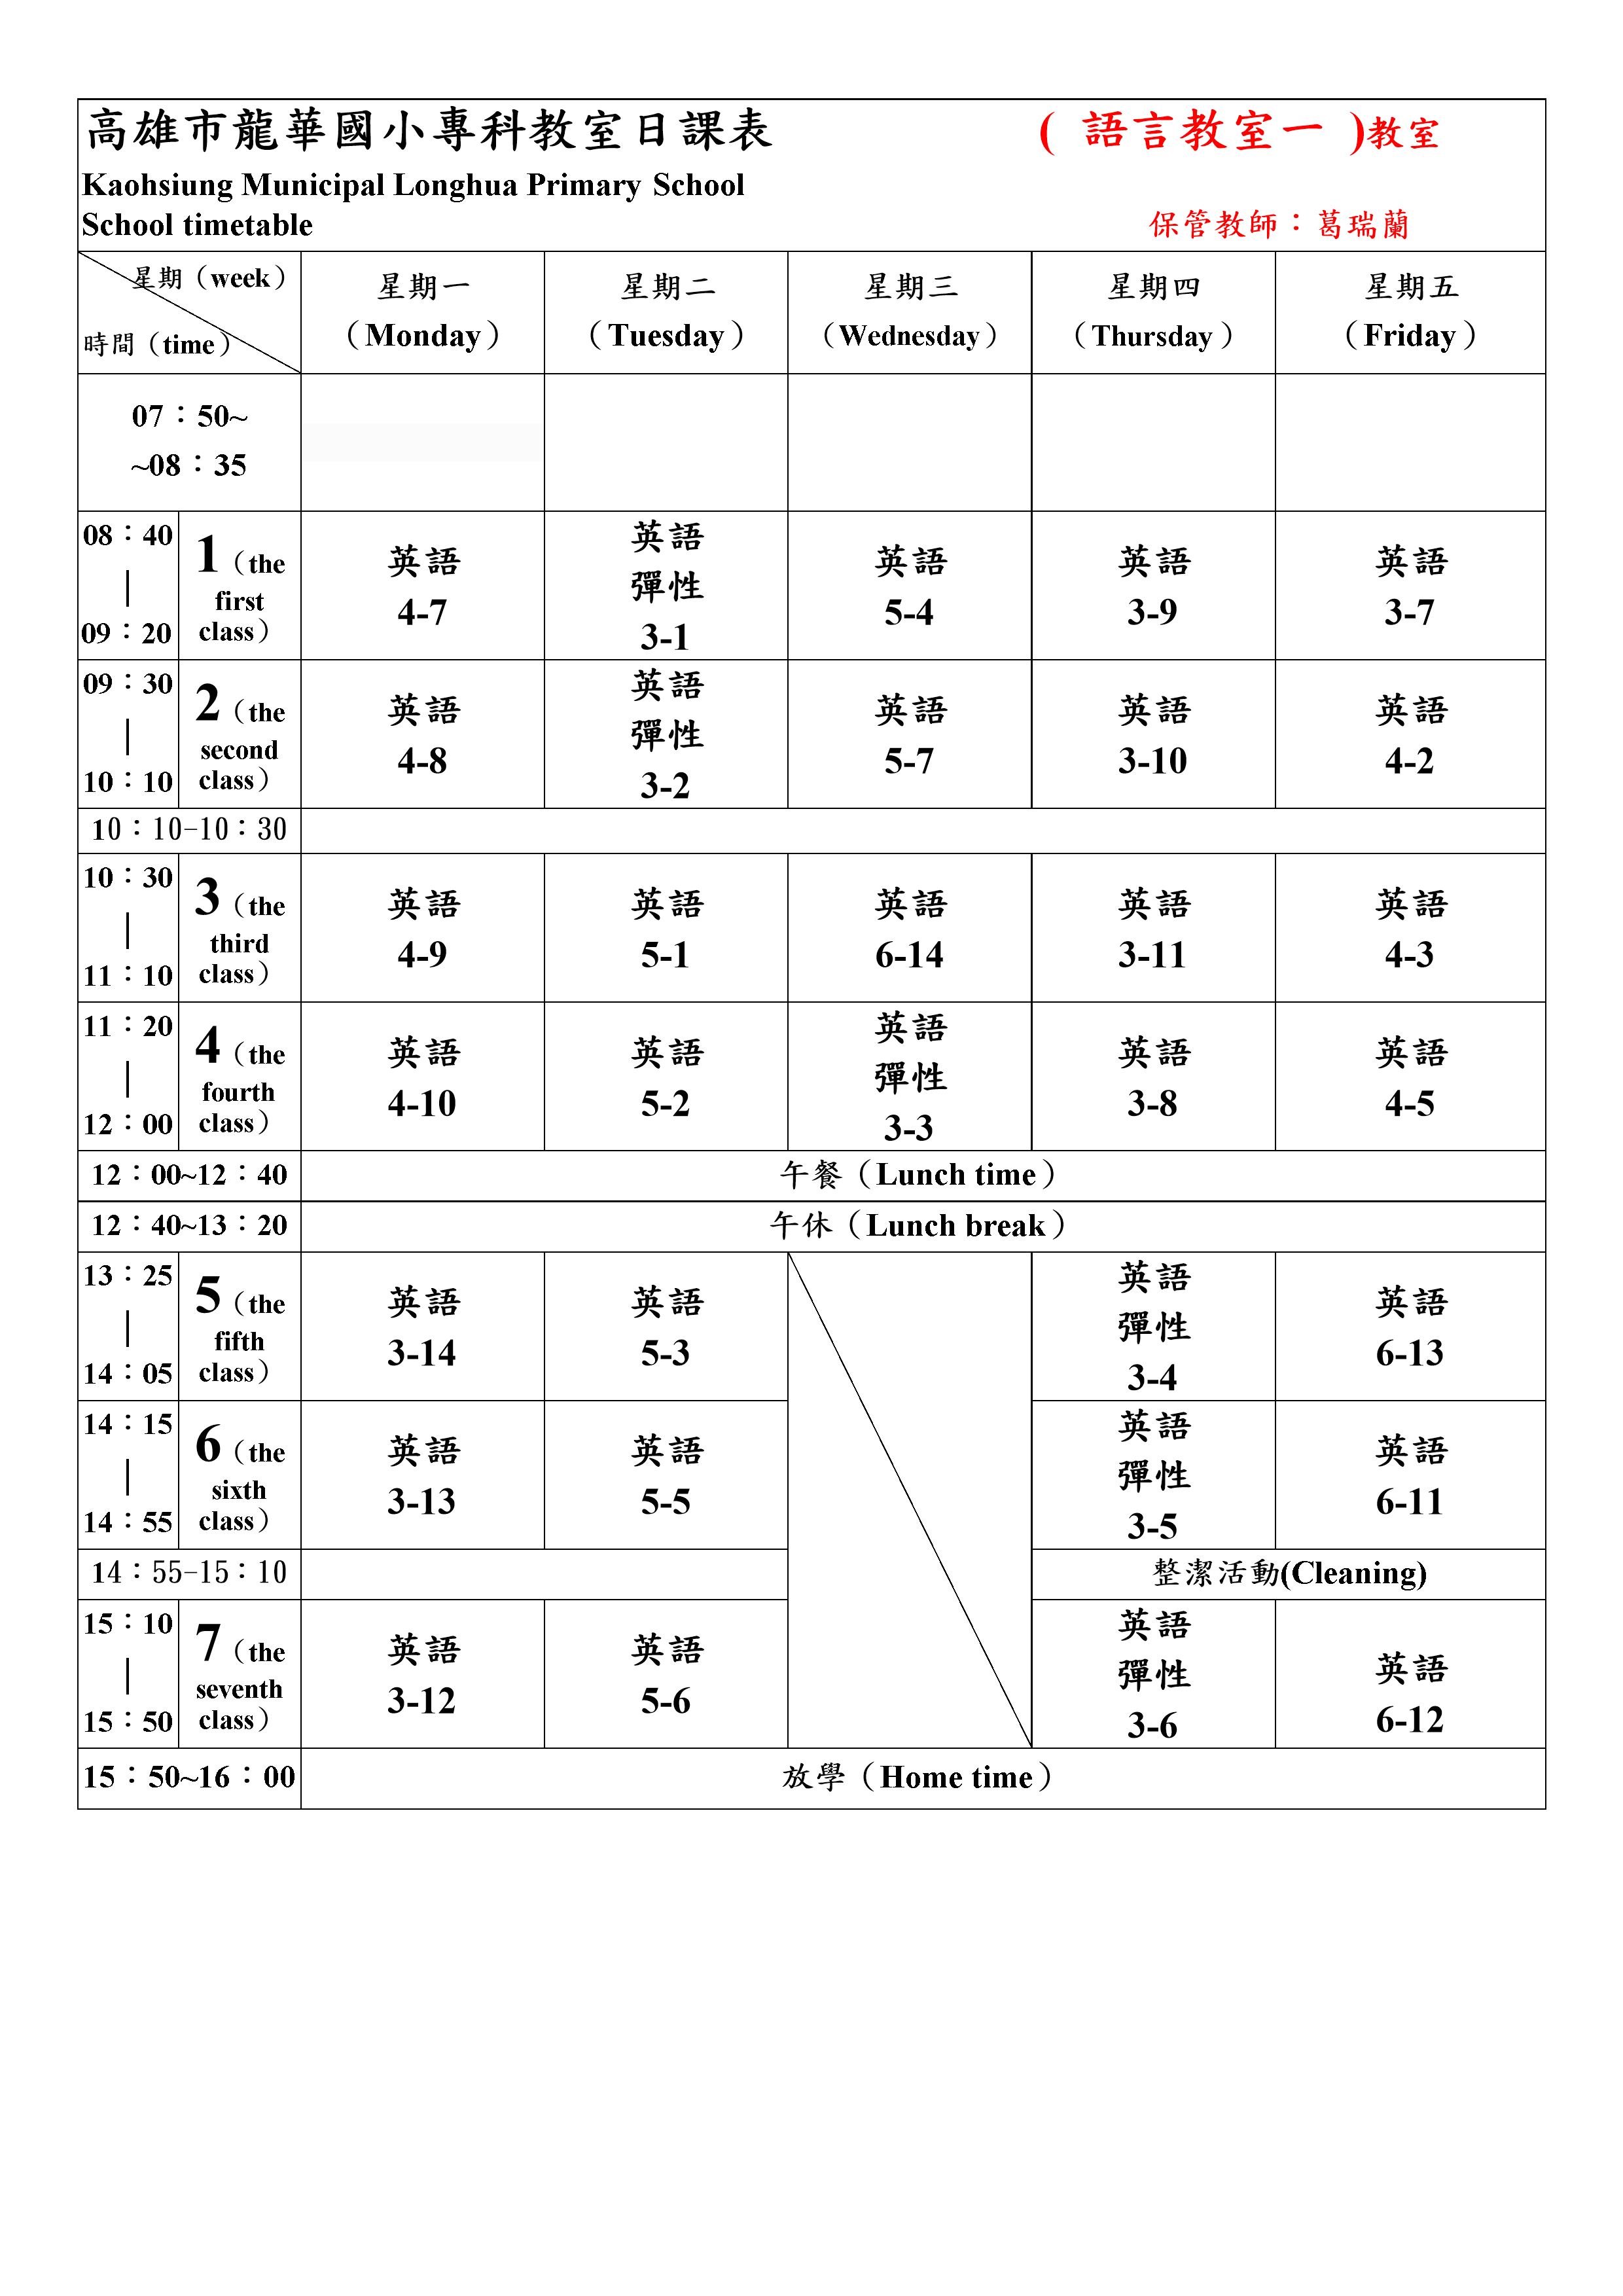 高雄市龍華國小專科教室日課表 ( 語言教室一 )教室
Kaohsiung Municipal Longhua Primary School
School timetable 保管教師：葛瑞蘭
星期（week）
時間（time）
星期一
（Monday）
星期二
（Tuesday）
星期三
（Wednesday）
星期四
（Thursday）
星期五
（Friday）
07：50~
~08：35
08：40
|
09：20
1（the
first
class）
英語
4-7
英語
彈性
3-1
英語
5-4
英語
3-9
英語
3-7
09：30
|
10：10
2（the
second
class）
英語
4-8
英語
彈性
3-2
英語
5-7
英語
3-10
英語
4-2
10：10-10：30
10：30
|
11：10
3（the
third
class）
英語
4-9
英語
5-1
英語
6-14
英語
3-11
英語
4-3
11：20
|
12：00
4（the
fourth
class）
英語
4-10
英語
5-2
英語
彈性
3-3
英語
3-8
英語
4-5
12：00~12：40
午餐（Lunch time）
12：40~13：20
午休（Lunch break）
13：25
|
14：05
5（the
fifth
class）
英語
3-14
英語
5-3
英語
彈性
3-4
英語
6-13
14：15
|
14：55
6（the
sixth
class）
英語
3-13
英語
5-5
英語
彈性
3-5
英語
6-11
14：55-15：10
整潔活動(Cleaning)
15：10
|
15：50
7（the
seventh
class）
英語
3-12
英語
5-6
英語
彈性
3-6
英語
6-12
15：50~16：00
放學（Home time）